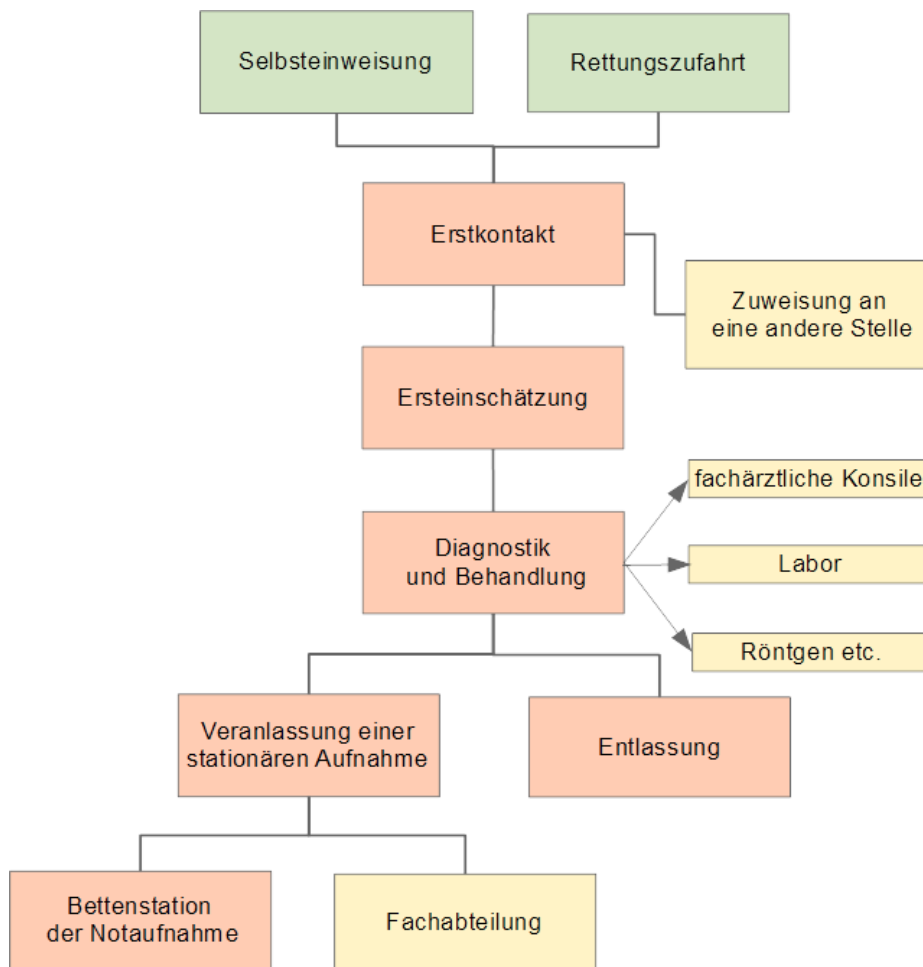 Selbsteinweisung
Rettungszufahrt
Erstkontakt
Zuweisung an
eine andere Stelle
Ersteinschätzung
fachärztliche Konsile
Diagnostik
und Behandlung
Labor
Röntgen etc.
Veranlassung einer
stationären Aufnahme
Entlassung
Bettenstation
der Notaufnahme
Fachabteilung